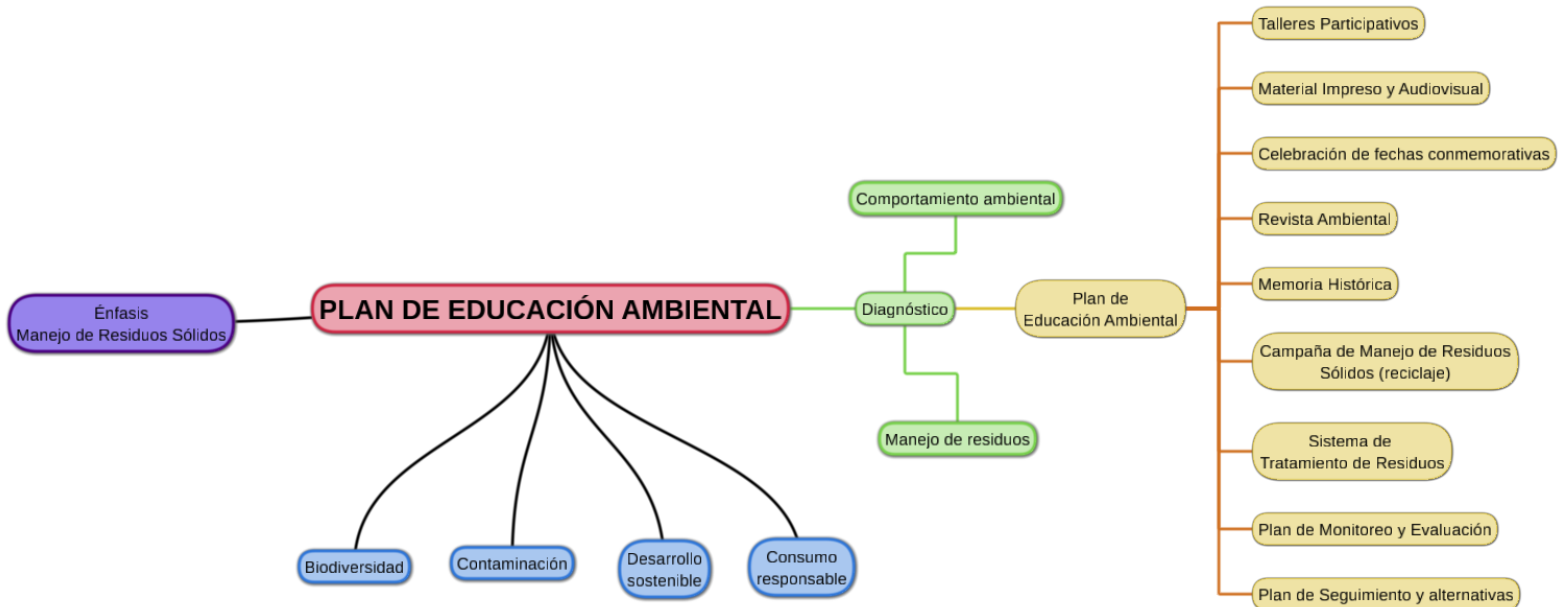 Énfasis
Manejo de Residuos Sólidos
PLAN DE EDUCACIÓN AMBIENTAL
Biodiversidad
Contaminación
Desarrollo
sostenible
Consumo
responsable
Comportamiento ambiental
Diagnóstico
Manejo de residuos
Plan de
Educación Ambiental
Talleres Participativos
Material Impreso y Audiovisual
Celebración de fechas conmemorativas
Revista Ambiental
Memoria Histórica
Campaña de Manejo de Residuos
Sólidos (reciclaje)
Sistema de
Tratamiento de Residuos
Plan de Monitoreo y Evaluación
Plan de Seguimiento y alternativas